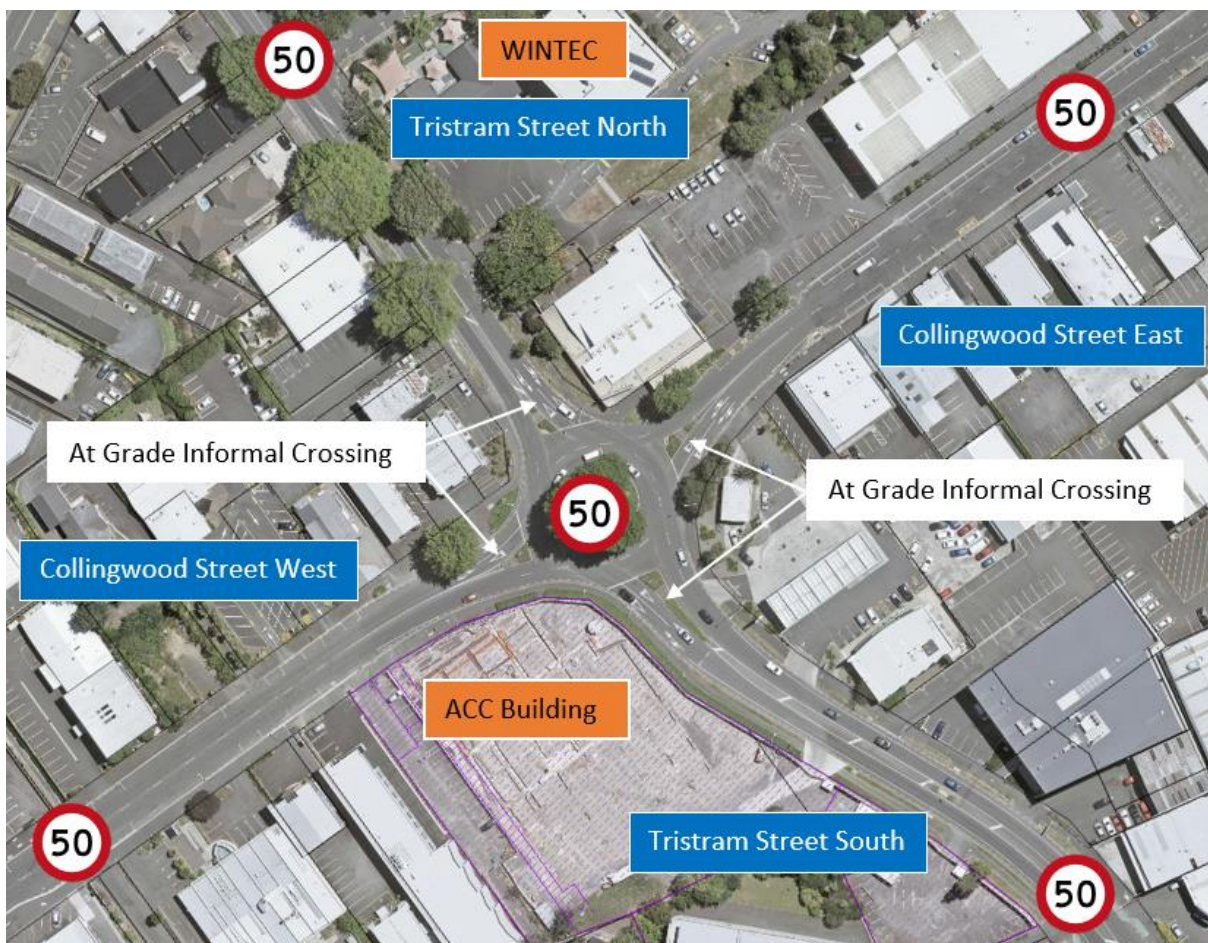 50
WINTEC
50
Tristram Street North
Collingwood Street East
At Grade Informal Crossing
At Grade Informal Crossing
50
Collingwood Street West
ACC Building
Tristram Street South
50
50